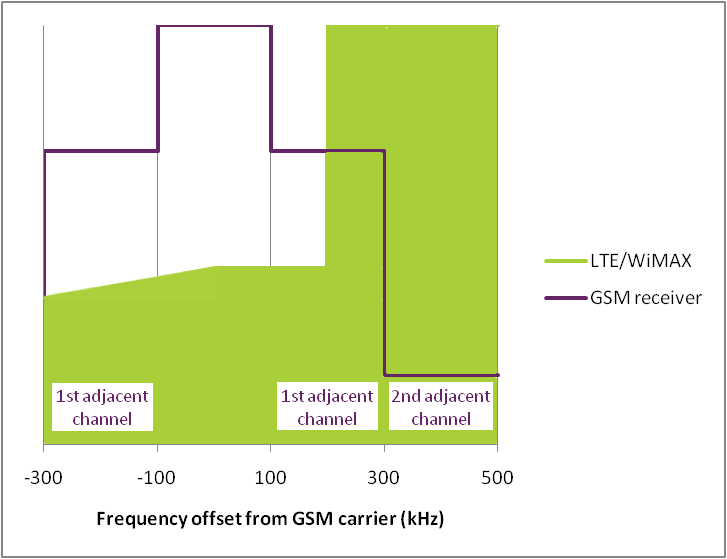 LTE/WiMAX
GSM receiver
1st adjacent
channel
1st adjacent
channel
2nd adjacent
channel
-300 -100 100 300 500
Frequency offset from GSM carrier (kHz)